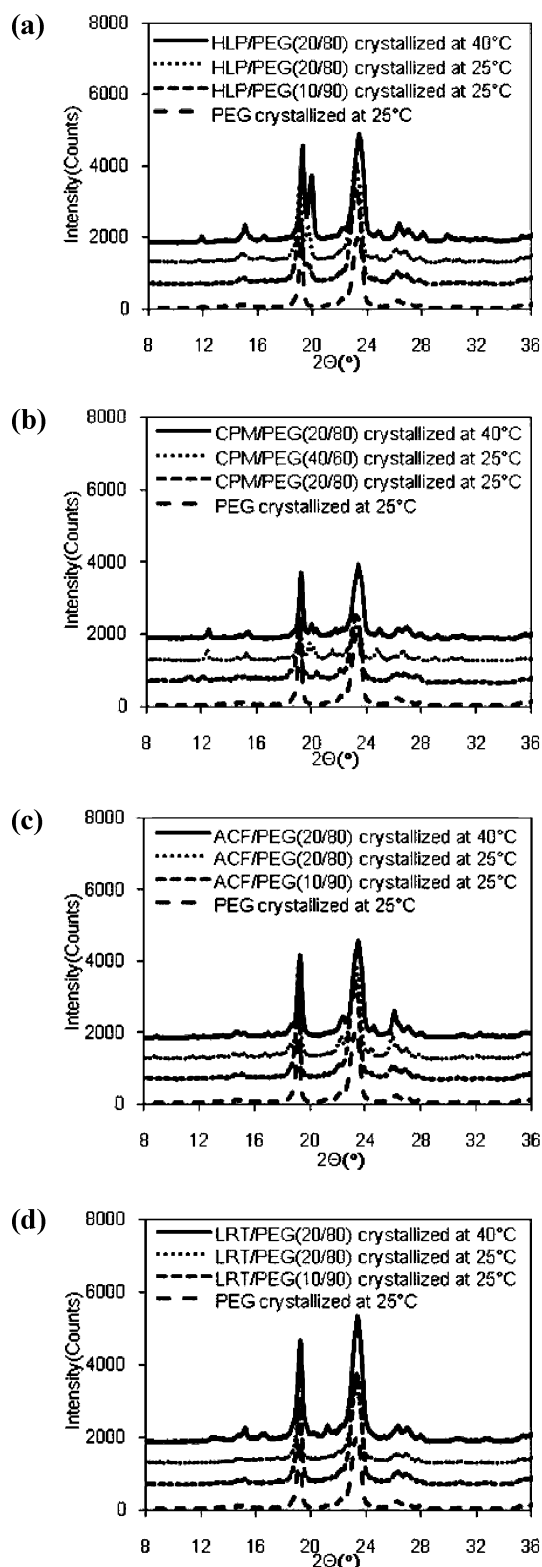 (a)
8000
HLP/PEG(20/80) crystallized at 40°C
HLP/PEG(20/80) crystallized at 25°C
HLP/PEG(10/90) crystallized at 25°C
PEG crystallized at 25°C
6000
4000
2000
0
Intensity(Counts)
8 12 16 20 24 28 32 36
2Θ(°)
(b)
8000
CPM/PEG(20/80) crystallized at 40°C
CPM/PEG(40/60) crystallized at 25°C
CPM/PEG(20/80) crystallized at 25°C
PEG crystallized at 25°C
6000
4000
2000
0
Intensity(Counts)
8 12 16 20 24 28 32 36
2Θ(°)
(c)
8000
ACF/PEG(20/80) crystallized at 40°C
ACF/PEG(20/80) crystallized at 25°C
ACF/PEG(10/90) crystallized at 25°C
PEG crystallized at 25°C
6000
4000
2000
0
Intensity(Counts)
8 12 16 20 24 28 32 36
2Θ(°)
(d)
8000
LRT/PEG(20/80) crystallized at 40°C
LRT/PEG(20/80) crystallized at 25°C
LRT/PEG(10/90) crystallized at 25°C
PEG crystallized at 25°C
6000
4000
2000
0
Intensity(Counts)
8 12 16 20 24 28 32 36
2Θ(°)